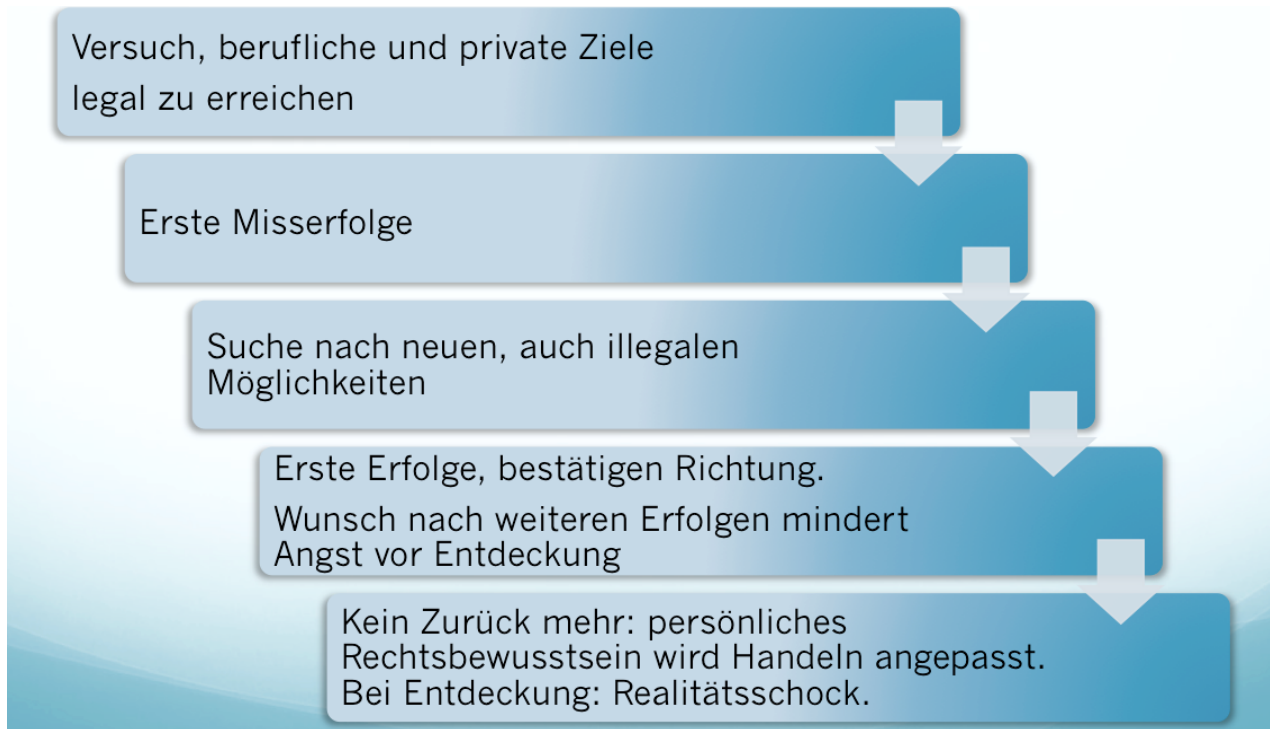 Versuch, berufliche und private Ziele
legal zu erreichen
Erste Misserfolge
Suche nach neuen, auch illegalen
Möglichkeiten
Erste Erfolge, bestätigen Richtung.
Wunsch nach weiteren Erfolgen mindert
Angst vor Entdeckung
Kein Zurück mehr: persönliches
Rechtsbewusstsein wird Handeln angepasst.
Bei Entdeckung: Realitätsschock.